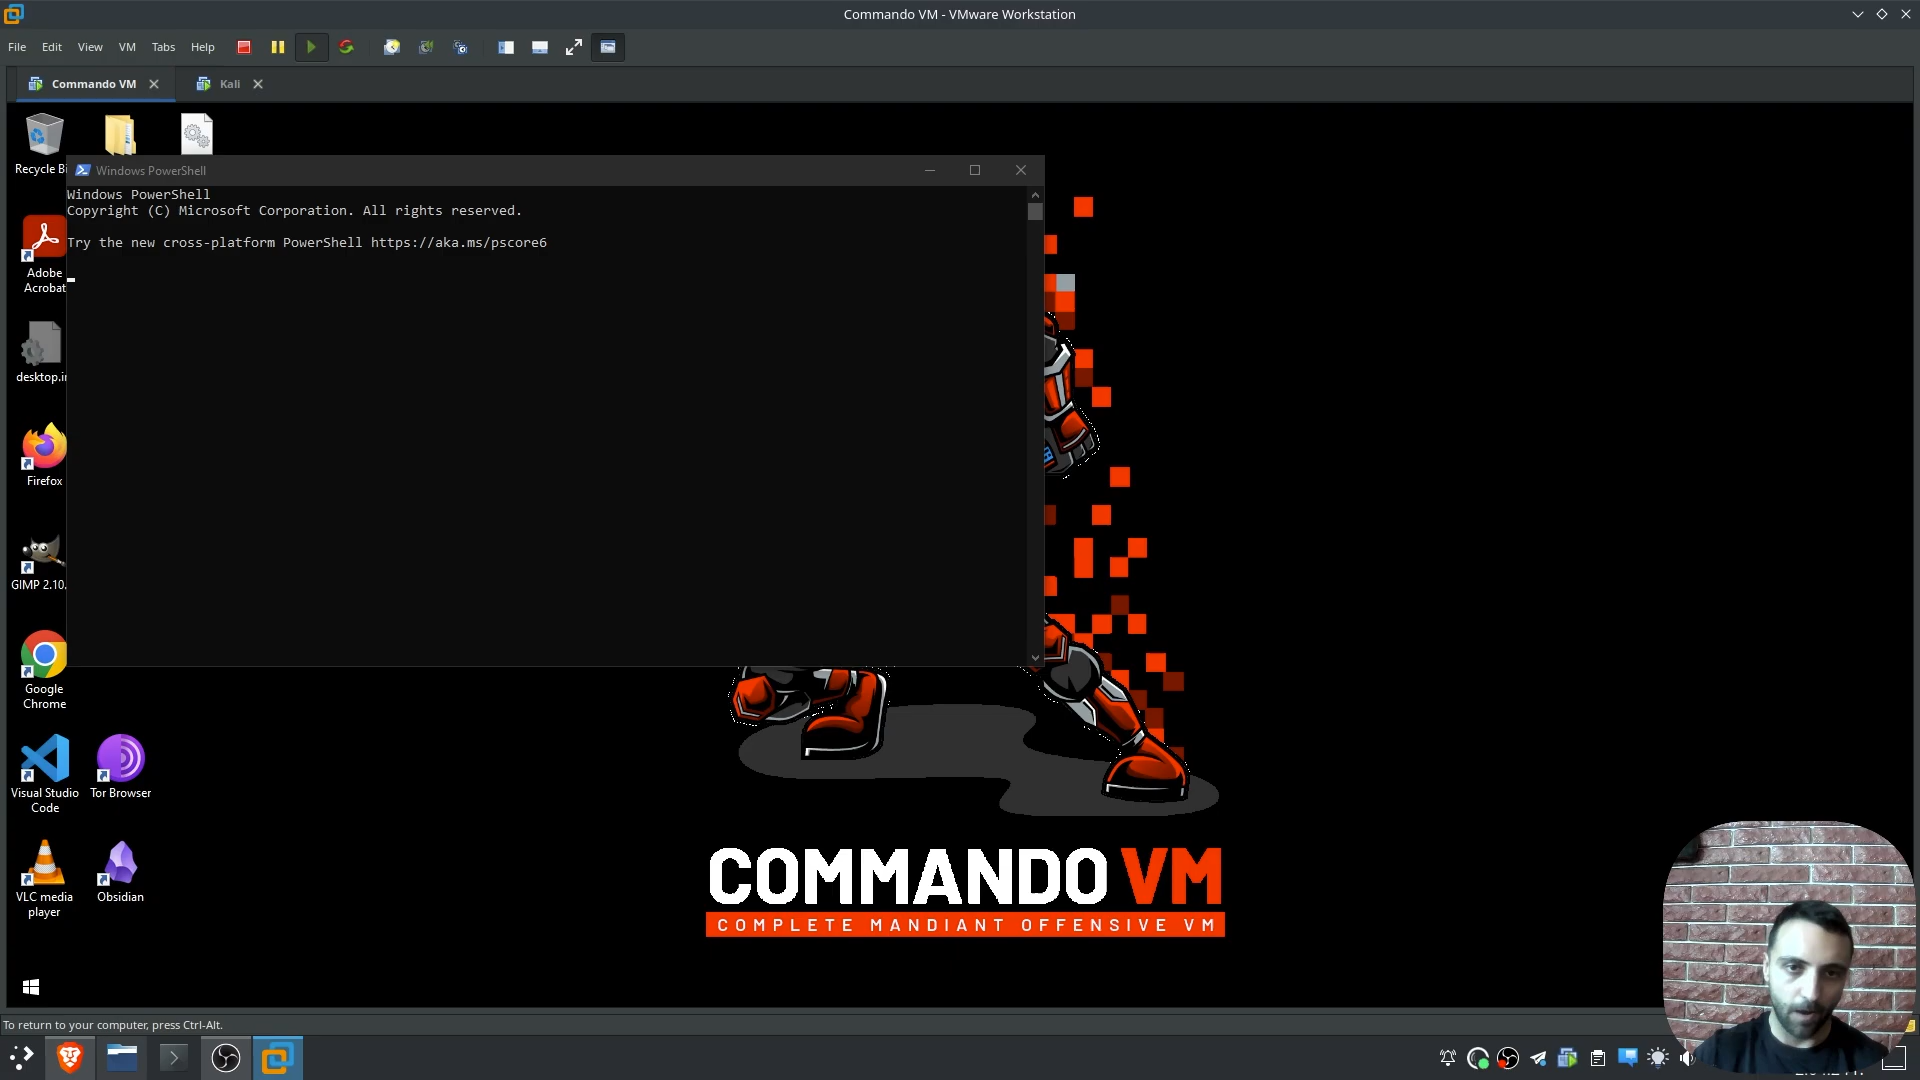 Commando VM - VMware Workstation
File Edit View VM Tabs Help
Commando VM
Kali
Recycle Bi
Windows PowerShell
Windows PowerShell
Copyright (C) Microsoft Corporation. All rights reserved.
Try the new cross-platform PowerShell https://aka.ms/pscore6
Adobe
Acrobat
desktop.in
Firefox
GIMP 2.10.
Google
Chrome
Visual Studio
Code
Tor Browser
VLC media
player
Obsidian
COMMANDO VM
COMPLETE MANDIANT OFFENSIVE VM
To return to your computer, press Ctrl-Alt.